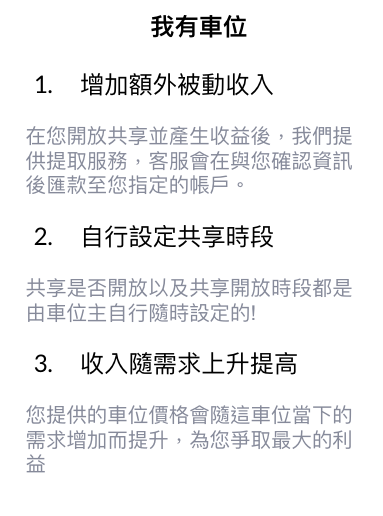 我有車位
1. 增加額外被動收入
在您開放共享並產生收益後，我們提
供提取服務，客服會在與您確認資訊
後匯款至您指定的帳戶。
2. 自行設定共享時段
共享是否開放以及共享開放時段都是
由車位主自行隨時設定的!
3. 收入隨需求上升提高
您提供的車位價格會隨這車位當下的
需求增加而提升，為您爭取最大的利
益